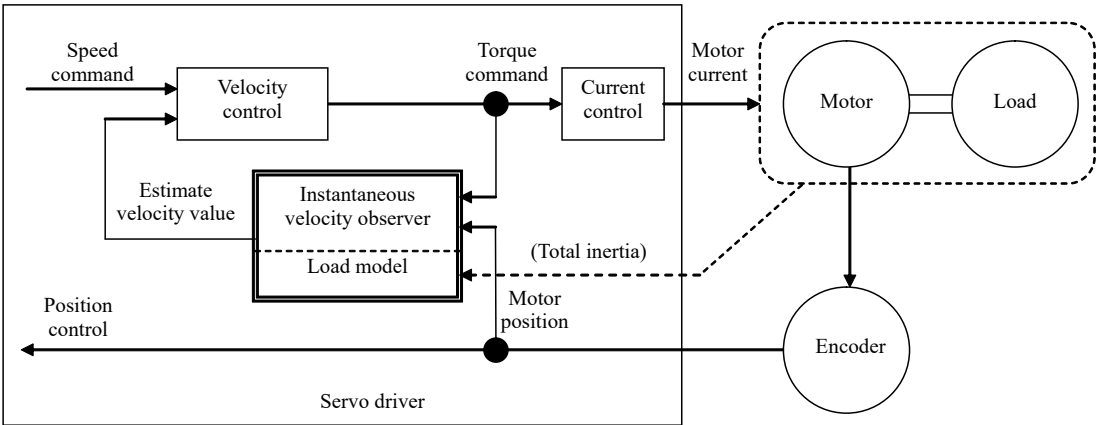 Speed
command
Velocity
control
Torque
command
Current
control
Motor
current
Motor
Load
Estimate
velocity value
Instantaneous
velocity observer
Load model
(Total inertia)
Motor
position
Position
control
Encoder
Servo driver